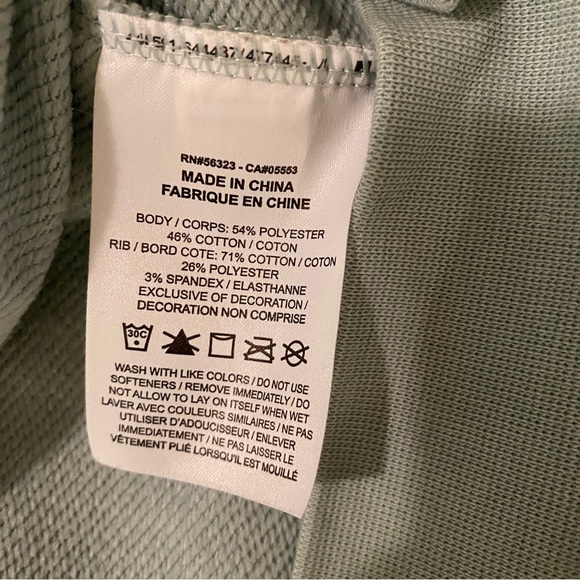 RN#56323 - CA#05553
MADE IN CHINA
FABRIQUE EN CHINE
BODY / CORPS: 54% POLYESTER
46% COTTON / COTON
RIB / BORD COTE: 71% COTTON / COTON
26% POLYESTER
3% SPANDEX / ELASTHANNE
EXCLUSIVE OF DECORATION /
DECORATION NON COMPRISE
30C
WASH WITH LIKE COLORS / DO NOT USE
SOFTENERS / REMOVE IMMEDIATELY / DO
NOT ALLOW TO LAY ON ITSELF WHEN WET
LAVER AVEC COULEURS SIMILAIRES / NE PAS
UTILISER D'ADOUCISSEUR / ENLEVER
IMMEDIATEMENT / NE PAS LAISSER LE
VÊTEMENT PLIÉ LORSQU'IL EST MOUILLÉ